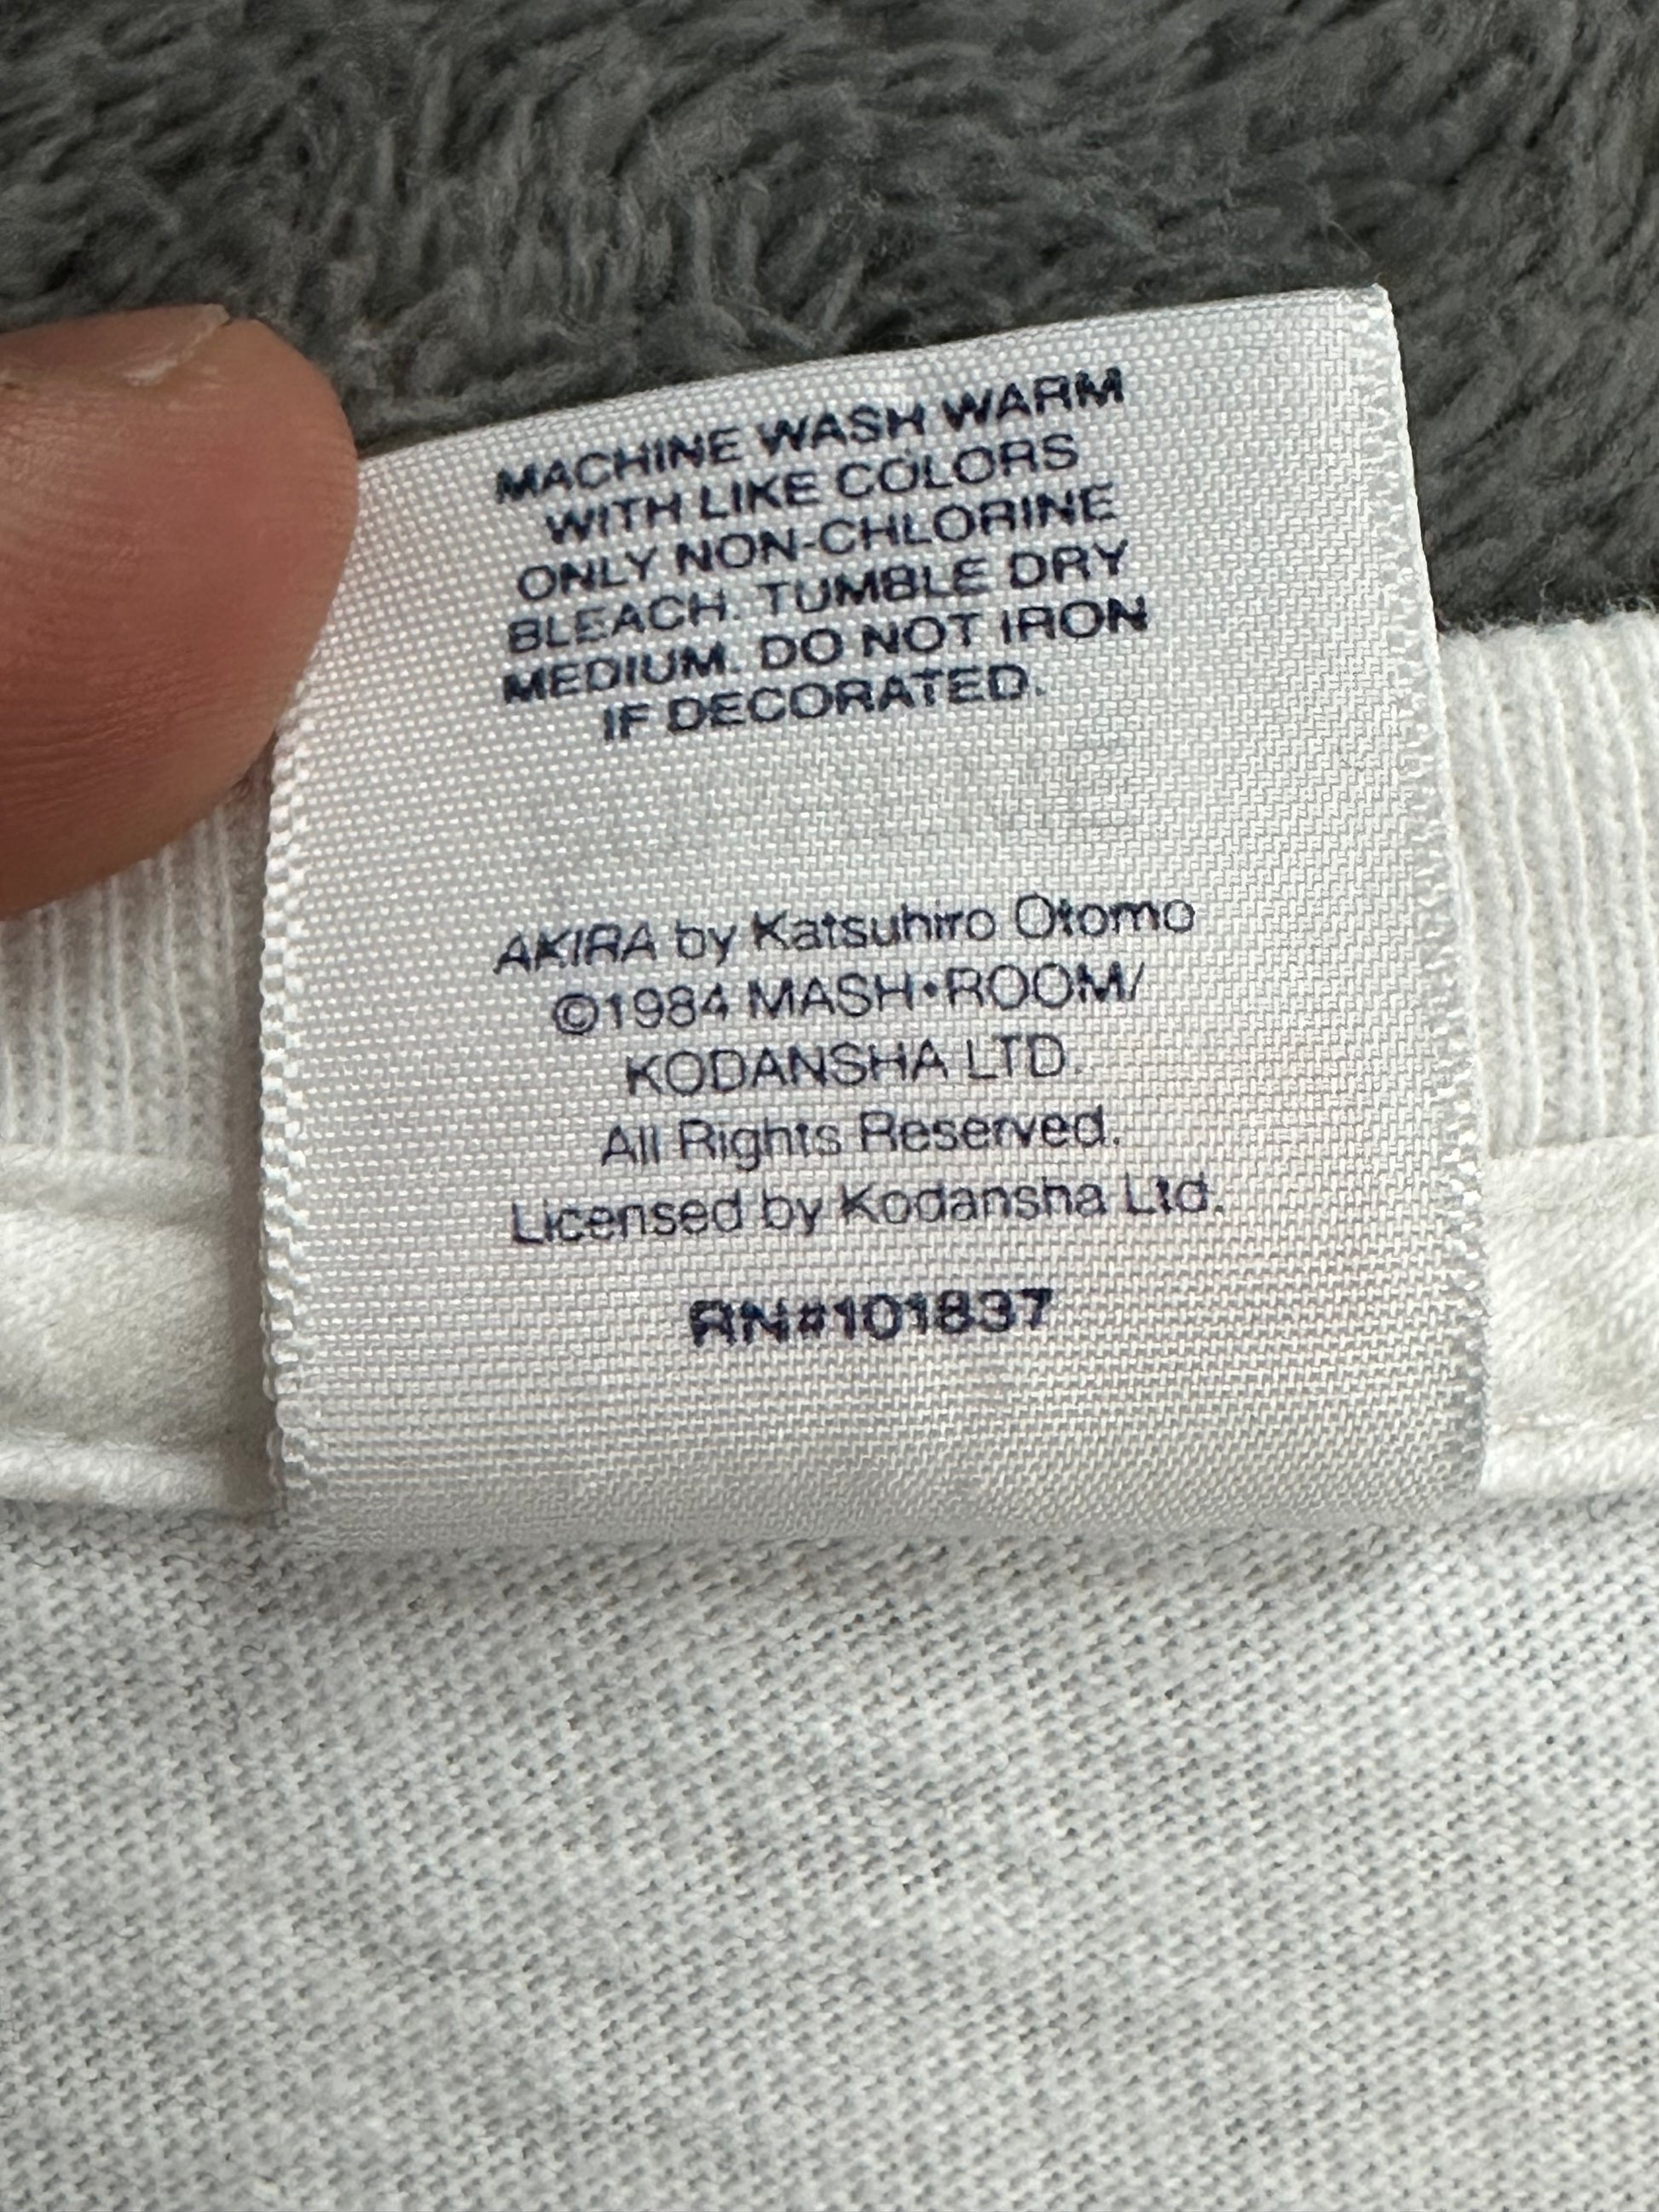 MACHINE WASH WARM
WITH LIKE COLORS
ONLY NON-CHLORINE
BLEACH. TUMBLE DRY
MEDIUM. DO NOT IRON
IF DECORATED.
AKIRA by Katsuhiro Otomo
©1984 MASH•ROOM/
KODANSHA LTD.
All Rights Reserved.
Licensed by Kodansha Ltd.
RN#101837